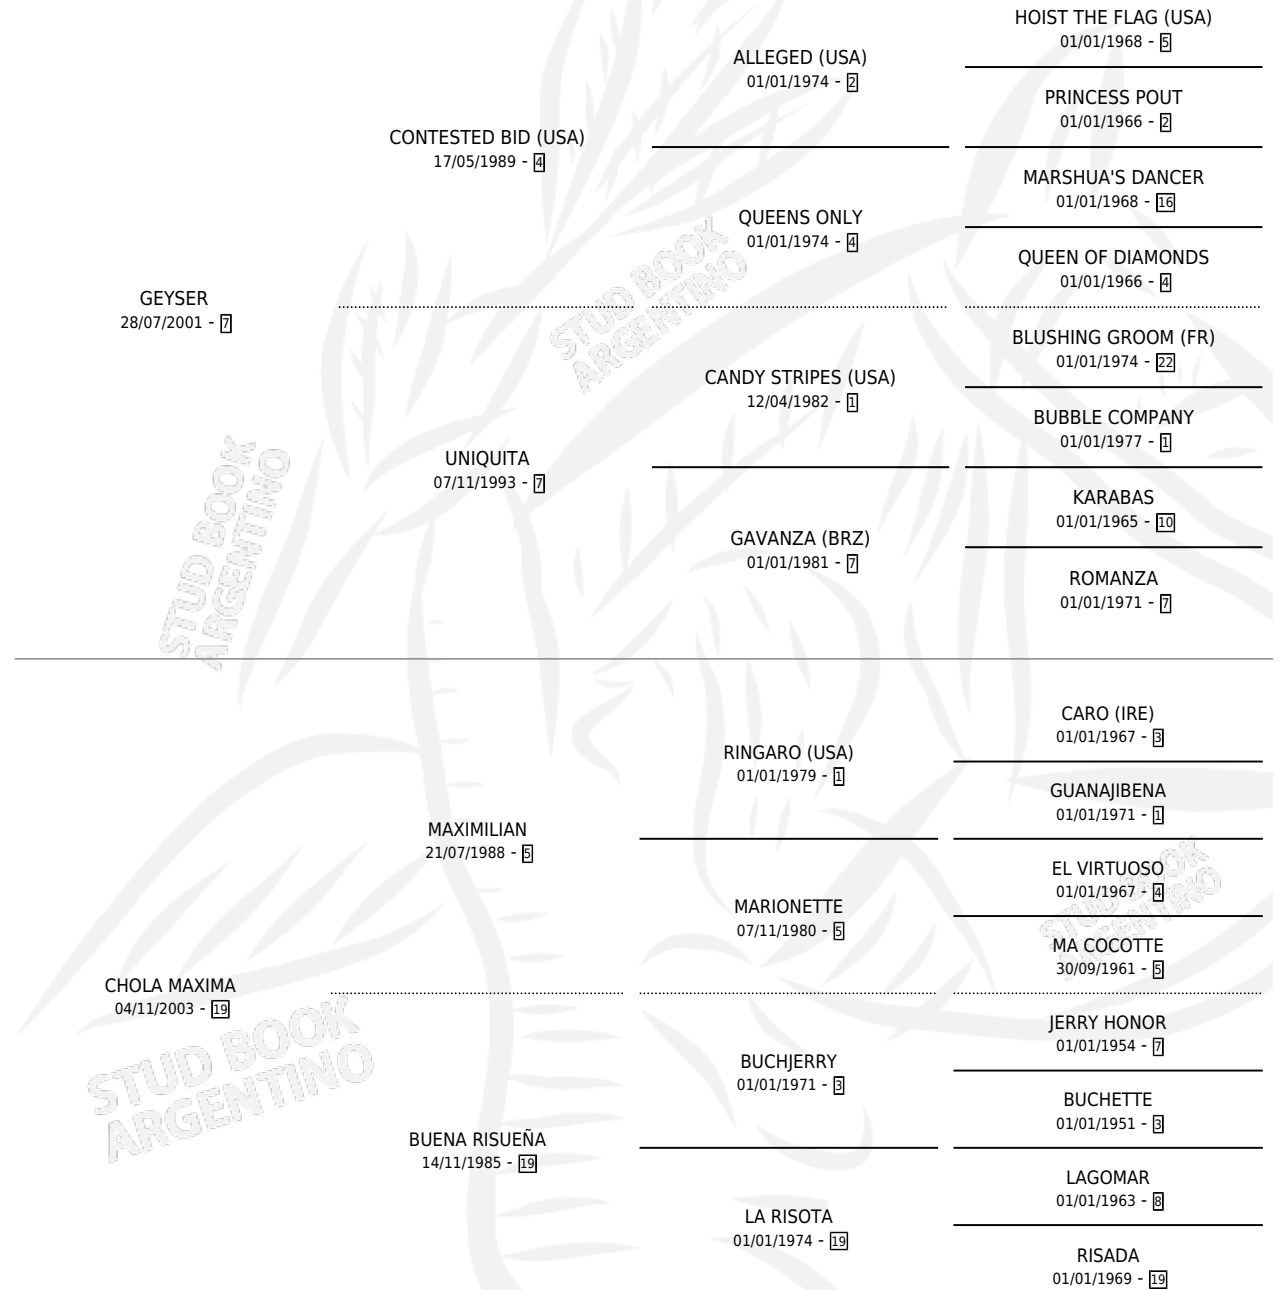 HOIST THE FLAG (USA)
01/01/1968 - 5
ALLEGED (USA)
01/01/1974 - 2
PRINCESS POUT
01/01/1966 - 2
CONTESTED BID (USA)
17/05/1989 - 4
MARSHUA'S DANCER
01/01/1968 - 16
QUEENS ONLY
01/01/1974 - 4
QUEEN OF DIAMONDS
01/01/1966 - 4
GEYSER
28/07/2001 - 7
BLUSHING GROOM (FR)
01/01/1974 - 22
CANDY STRIPES (USA)
12/04/1982 - 1
BUBBLE COMPANY
01/01/1977 - 1
UNIQUITA
07/11/1993 - 7
KARABAS
01/01/1965 - 10
GAVANZA (BRZ)
01/01/1981 - 7
ROMANZA
01/01/1971 - 7
CARO (IRE)
01/01/1967 - 3
RINGARO (USA)
01/01/1979 - 1
GUANAJIBENA
01/01/1971 - 1
MAXIMILIAN
21/07/1988 - 5
EL VIRTUOSO
01/01/1967 - 4
MARIONETTE
07/11/1980 - 5
MA COCOTTE
30/09/1961 - 5
CHOLA MAXIMA
04/11/2003 - 19
JERRY HONOR
01/01/1954 - 7
BUCHJERRY
01/01/1971 - 3
BUCHETTE
01/01/1951 - 3
BUENA RISUEÑA
14/11/1985 - 19
LAGOMAR
01/01/1963 - 8
LA RISOTA
01/01/1974 - 19
RISADA
01/01/1969 - 19
STUD BOOK
ARGENTINO
STUD BOOK
ARGENTINO
STUD BOOK
ARGENTINO
STUD BOOK
ARGENTINO